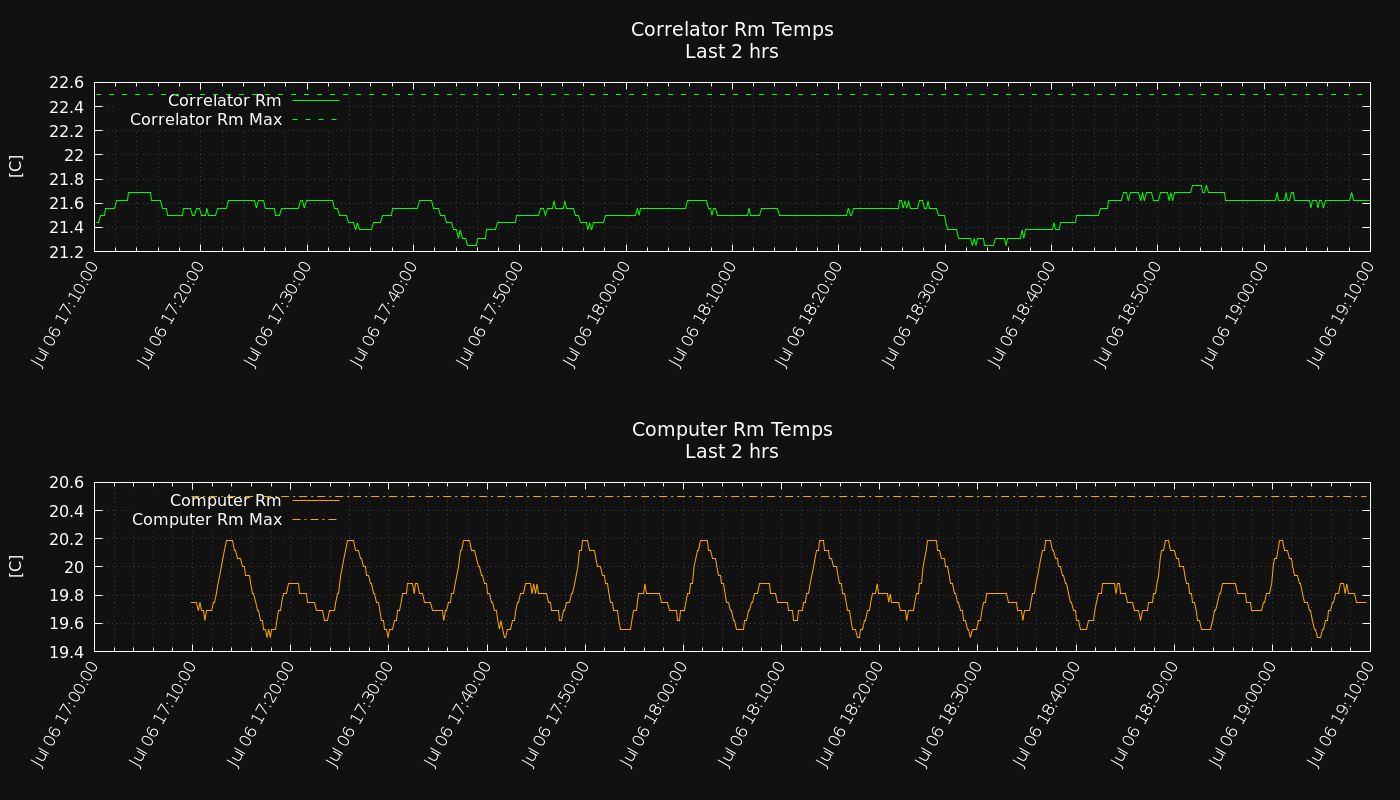 Correlator Rm Temps
Last 2 hrs
22.6
22.4
22.2
22
21.8
21.6
21.4
21.2
[C]
Correlator Rm
Correlator Rm Max
Jul 06 17:10:00
Jul 06 17:20:00
Jul 06 17:30:00
Jul 06 17:40:00
Jul 06 17:50:00
Jul 06 18:00:00
Jul 06 18:10:00
Jul 06 18:20:00
Jul 06 18:30:00
Jul 06 18:40:00
Jul 06 18:50:00
Jul 06 19:00:00
Jul 06 19:10:00
Computer Rm Temps
Last 2 hrs
20.6
20.4
20.2
20
19.8
19.6
19.4
[C]
Computer Rm
Computer Rm Max
Jul 06 17:00:00
Jul 06 17:10:00
Jul 06 17:20:00
Jul 06 17:30:00
Jul 06 17:40:00
Jul 06 17:50:00
Jul 06 18:00:00
Jul 06 18:10:00
Jul 06 18:20:00
Jul 06 18:30:00
Jul 06 18:40:00
Jul 06 18:50:00
Jul 06 19:00:00
Jul 06 19:10:00